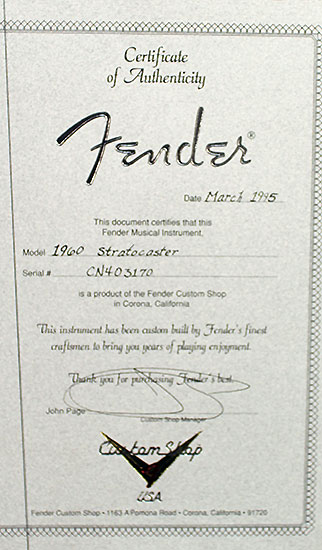 Certificate
of Authenticity
Fender®
Date March 1995
This document certifies that this
Fender Musical Instrument,
Model 1960 Stratocaster
Serial # CN403170
is a product of the Fender Custom Shop
in Corona, California
This instrument has been custom built by Fender's finest
craftsmen to bring you years of playing enjoyment.
Thank you for purchasing Fender's best.
John Page Custom Shop Manager
Custom Shop
USA
Fender Custom Shop • 1163 A Pomona Road • Corona, California • 91720